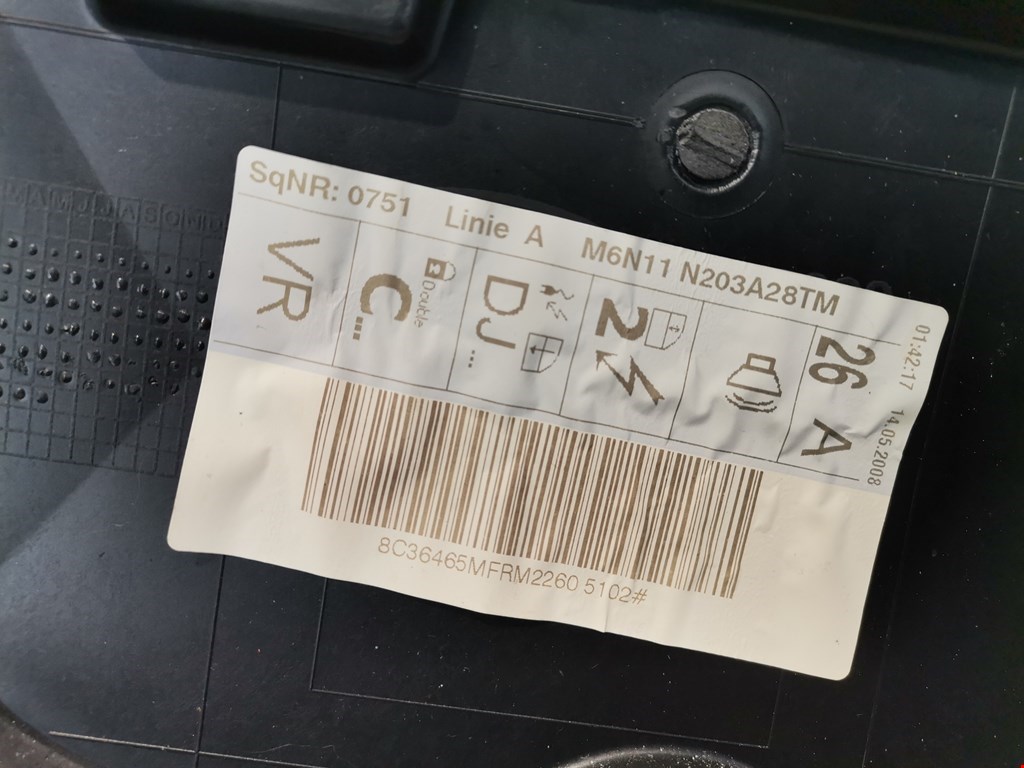 SqNR: 0751 Linie A M6N11 N203A28TM
VR
C...
Double
DJ...
2
26 A
01:42:17 14.05.2008
8C36465MFRM2260 5102#